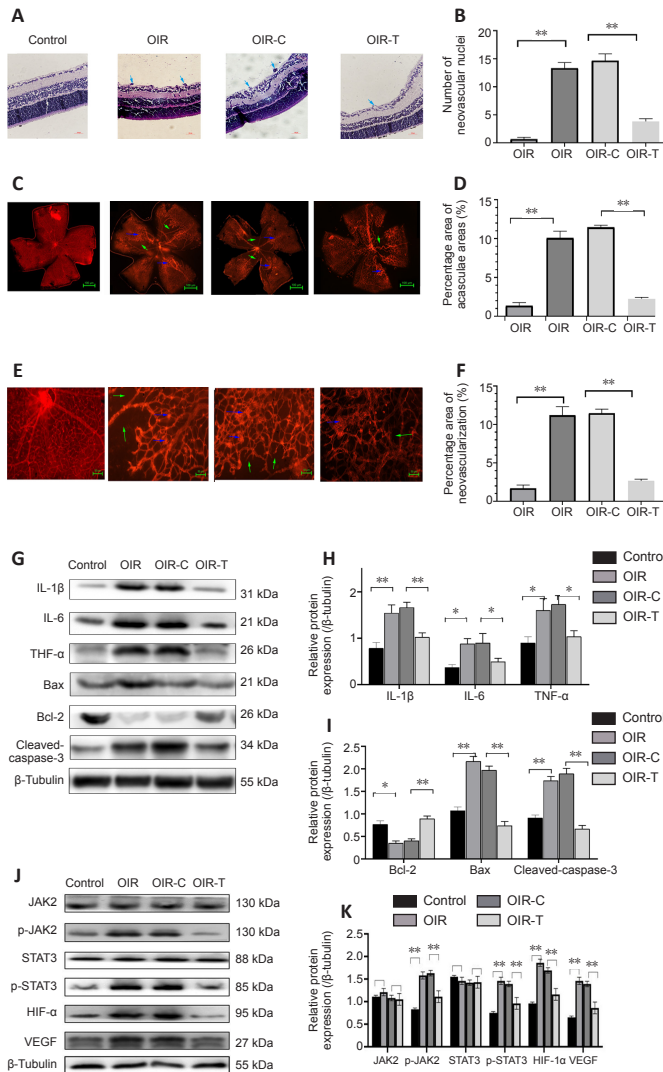 A
Control OIR OIR-C OIR-T
B
Number of
neovascular nuclei
20
15
10
5
0
** **
OIR OIR OIR-C OIR-T
C
D
Percentage area of
acasculae areas (%)
15
10
5
0
** **
OIR OIR OIR-C OIR-T
E
F
Percentage area of
neovascularization (%)
15
10
5
0
** **
OIR OIR OIR-C OIR-T
G
Control OIR OIR-C OIR-T
IL-1β 31 kDa
IL-6 21 kDa
THF-α 26 kDa
Bax 21 kDa
Bcl-2 26 kDa
Cleaved-
caspase-3 34 kDa
β-Tubulin 55 kDa
H
Relative protein
expression (/β-tubulin)
2
1
0
** ** * * * *
IL-1β IL-6 TNF-α
Contro
OIR
OIR-C
OIR-T
I
Relative protein
expression (/β-tubulin)
2.5
2.0
1.5
1.0
0.5
0
* ** ** ** ** **
Bcl-2 Bax Cleaved-caspase-3
Contro
OIR
OIR-C
OIR-T
J
Control OIR OIR-C OIR-T
JAK2 130 kDa
p-JAK2 130 kDa
STAT3 88 kDa
p-STAT3 85 kDa
HIF-α 95 kDa
VEGF 27 kDa
β-Tubulin 55 kDa
K
Control OIR-C
OIR OIR-T
Relative protein
expression (/β-tubulin)
2.5
2.0
1.5
1.0
0.5
0
** ** ** ** ** ** ** **
JAK2 p-JAK2 STAT3 p-STAT3 HIF-1α VEGF